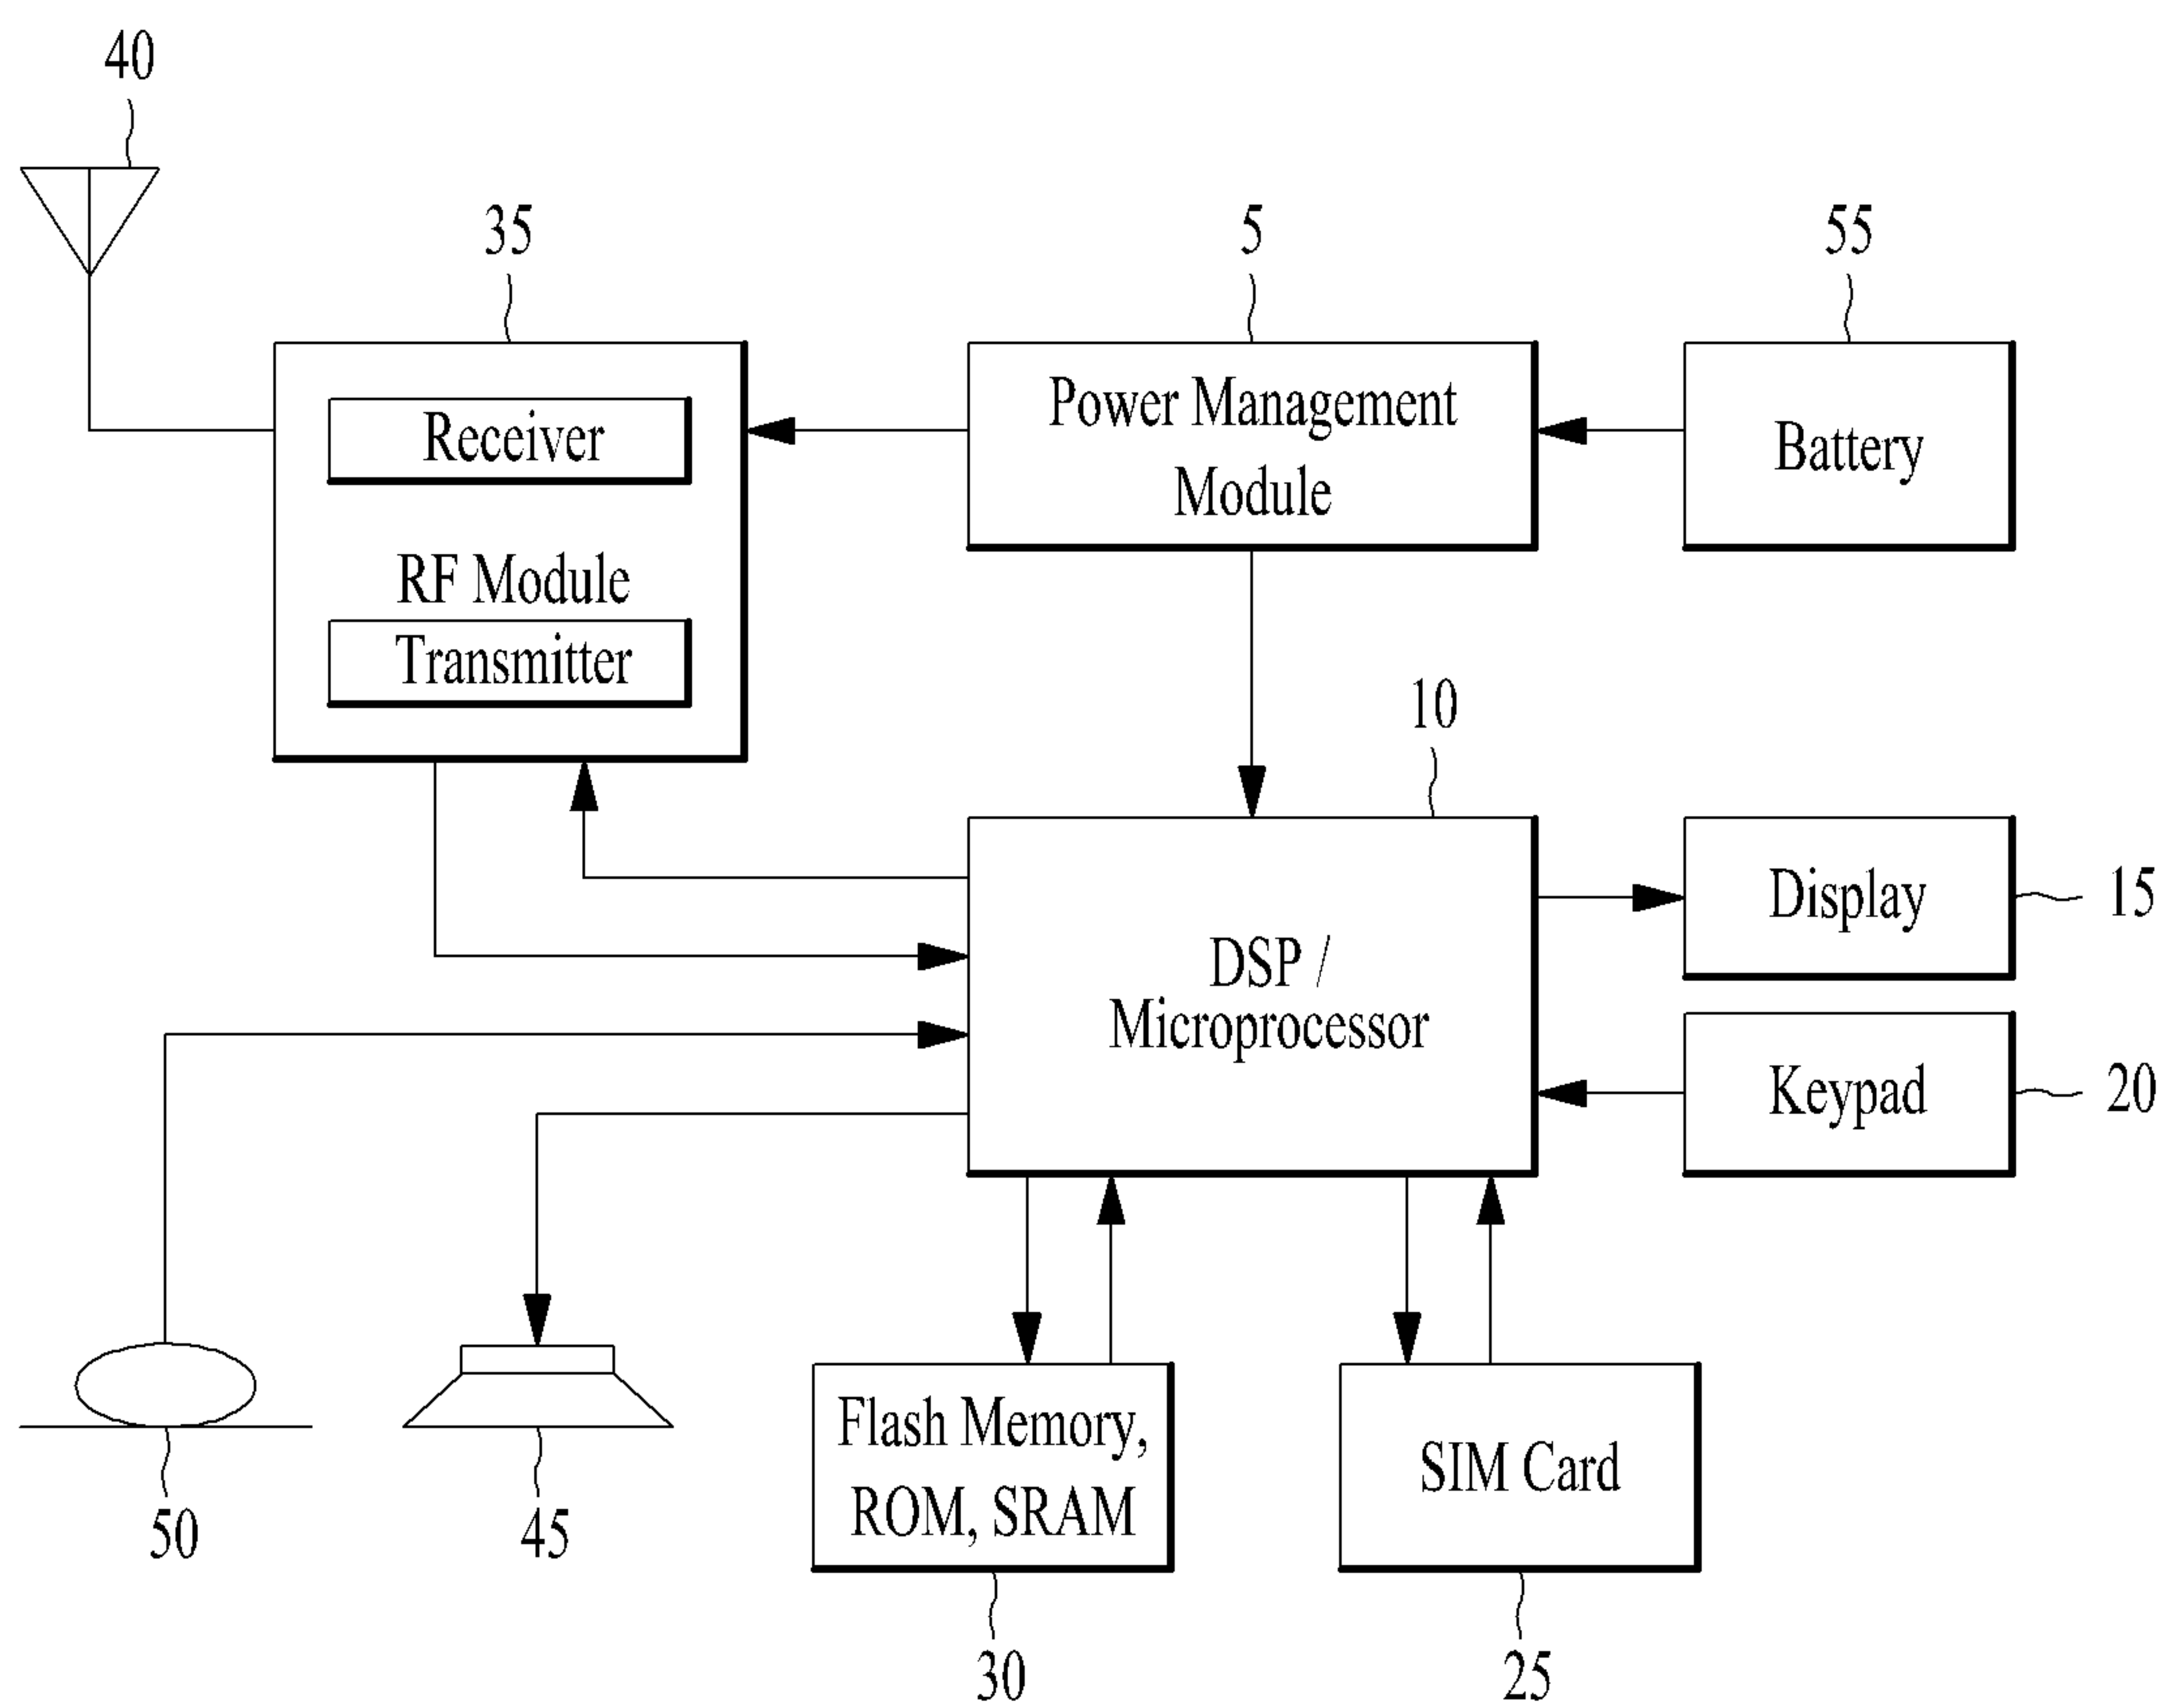 40
35
5
55
Receiver
RF Module
Transmitter
Power Management
Module
Battery
10
DSP /
Microprocessor
Display
15
Keypad
20
Flash Memory,
ROM, SRAM
SIM Card
50
45
30
25